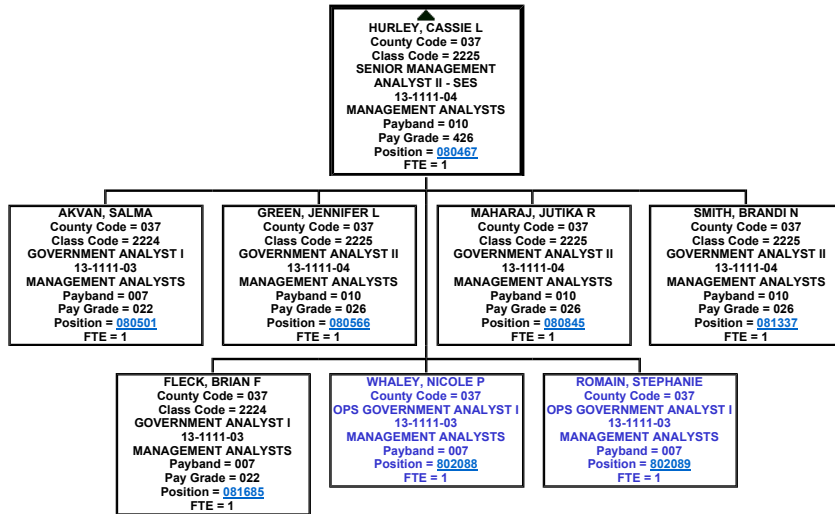 HURLEY, CASSIE L
County Code = 037
Class Code = 2225
SENIOR MANAGEMENT
ANALYST II - SES
13-1111-04
MANAGEMENT ANALYSTS
Payband = 010
Pay Grade = 426
Position = 080467
FTE = 1
AKVAN, SALMA
County Code = 037
Class Code = 2224
GOVERNMENT ANALYST I
13-1111-03
MANAGEMENT ANALYSTS
Payband = 007
Pay Grade = 022
Position = 080501
FTE = 1
GREEN, JENNIFER L
County Code = 037
Class Code = 2225
GOVERNMENT ANALYST II
13-1111-04
MANAGEMENT ANALYSTS
Payband = 010
Pay Grade = 026
Position = 080566
FTE = 1
MAHARAJ, JUTIKA R
County Code = 037
Class Code = 2225
GOVERNMENT ANALYST II
13-1111-04
MANAGEMENT ANALYSTS
Payband = 010
Pay Grade = 026
Position = 080845
FTE = 1
SMITH, BRANDI N
County Code = 037
Class Code = 2225
GOVERNMENT ANALYST II
13-1111-04
MANAGEMENT ANALYSTS
Payband = 010
Pay Grade = 026
Position = 081337
FTE = 1
FLECK, BRIAN F
County Code = 037
Class Code = 2224
GOVERNMENT ANALYST I
13-1111-03
MANAGEMENT ANALYSTS
Payband = 007
Pay Grade = 022
Position = 081685
FTE = 1
WHALEY, NICOLE P
County Code = 037
OPS GOVERNMENT ANALYST I
13-1111-03
MANAGEMENT ANALYSTS
Payband = 007
Position = 802088
FTE = 1
ROMAIN, STEPHANIE
County Code = 037
OPS GOVERNMENT ANALYST I
13-1111-03
MANAGEMENT ANALYSTS
Payband = 007
Position = 802089
FTE = 1